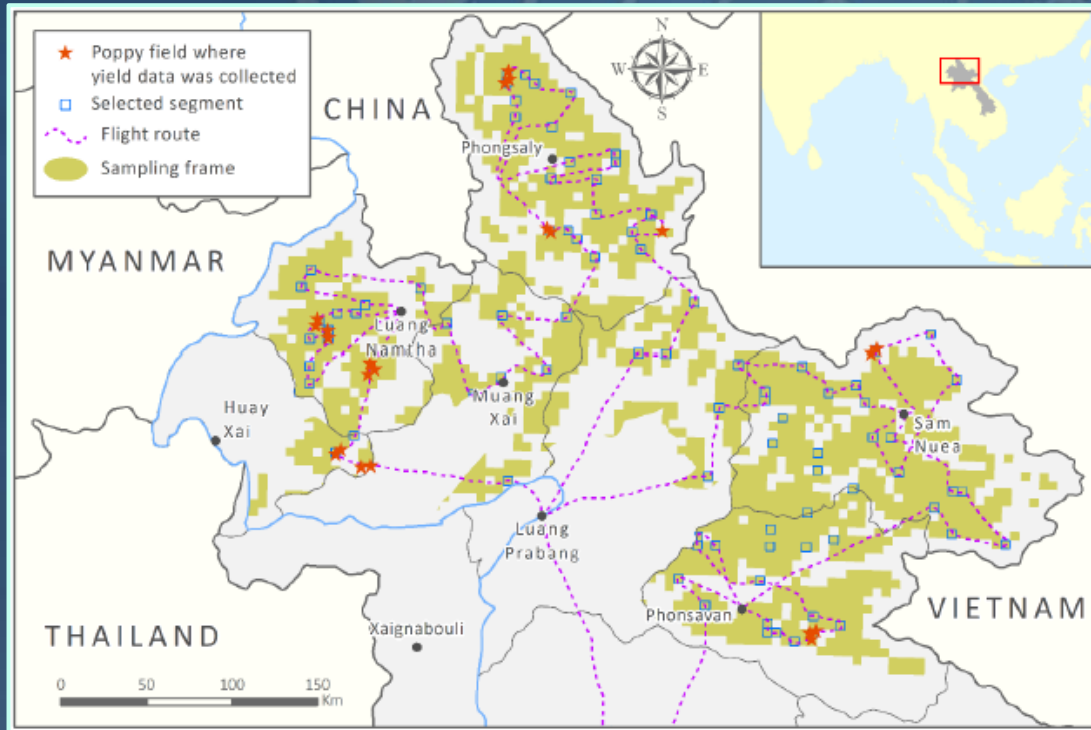 Poppy field where
yield data was collected
Selected segment
Flight route
Sampling frame
N
W
E
S
CHINA
Phongsaly
MYANMAR
Luang
Namtha
Muang
Xai
Huay
Xai
Sam
Nuea
Luang
Prabang
Phonsavan
VIETNAM
THAILAND
Xaignabouli
0 50 100 150
Km